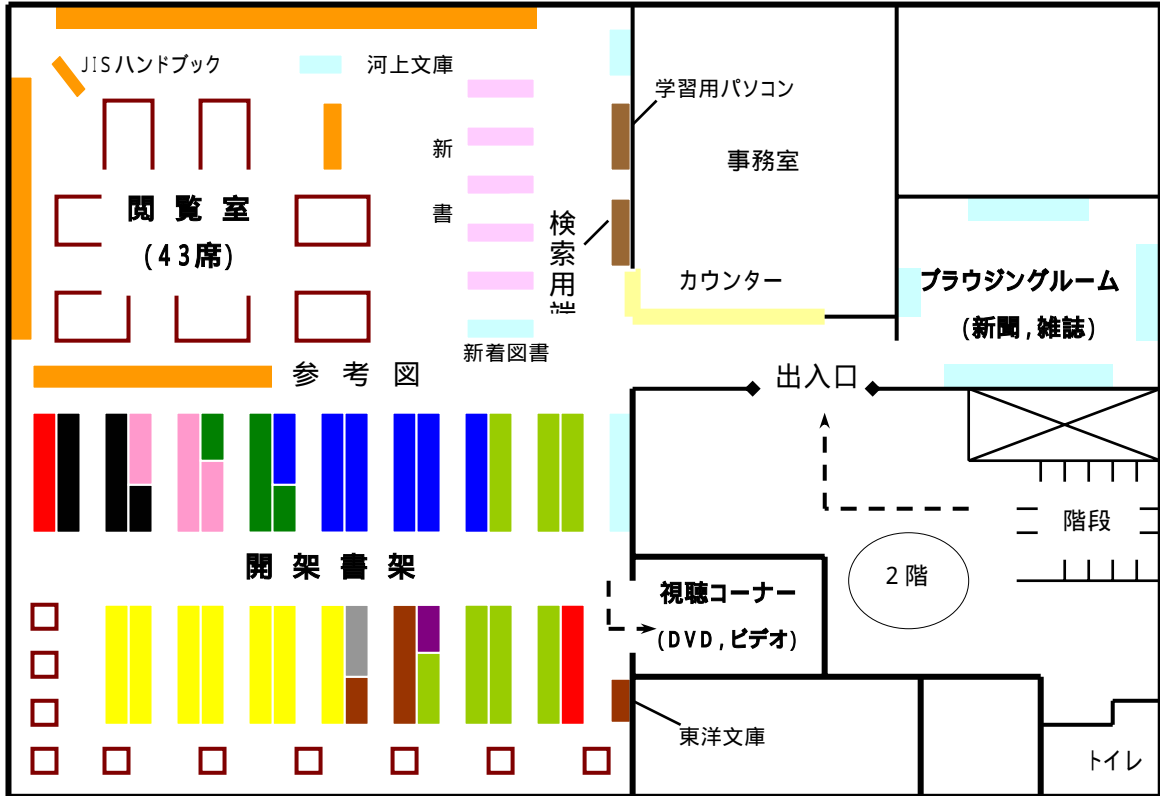 JISハンドブック
河上文庫
学習用パソコン
新書
事務室
閲覧室
(43席)
検索用端
カウンター
ブラウジングルーム
(新聞,雑誌)
新着図書
参考図
出入口
階段
開架書架
2階
視聴コーナー
(DVD,ビデオ)
東洋文庫
トイレ